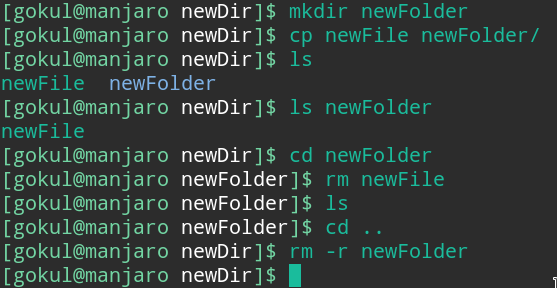 [gokul@manjaro newDir]$ mkdir newFolder
[gokul@manjaro newDir]$ cp newFile newFolder/
[gokul@manjaro newDir]$ ls
newFile  newFolder
[gokul@manjaro newDir]$ ls newFolder
newFile
[gokul@manjaro newDir]$ cd newFolder
[gokul@manjaro newFolder]$ rm newFile
[gokul@manjaro newFolder]$ ls
[gokul@manjaro newFolder]$ cd ..
[gokul@manjaro newDir]$ rm -r newFolder
[gokul@manjaro newDir]$